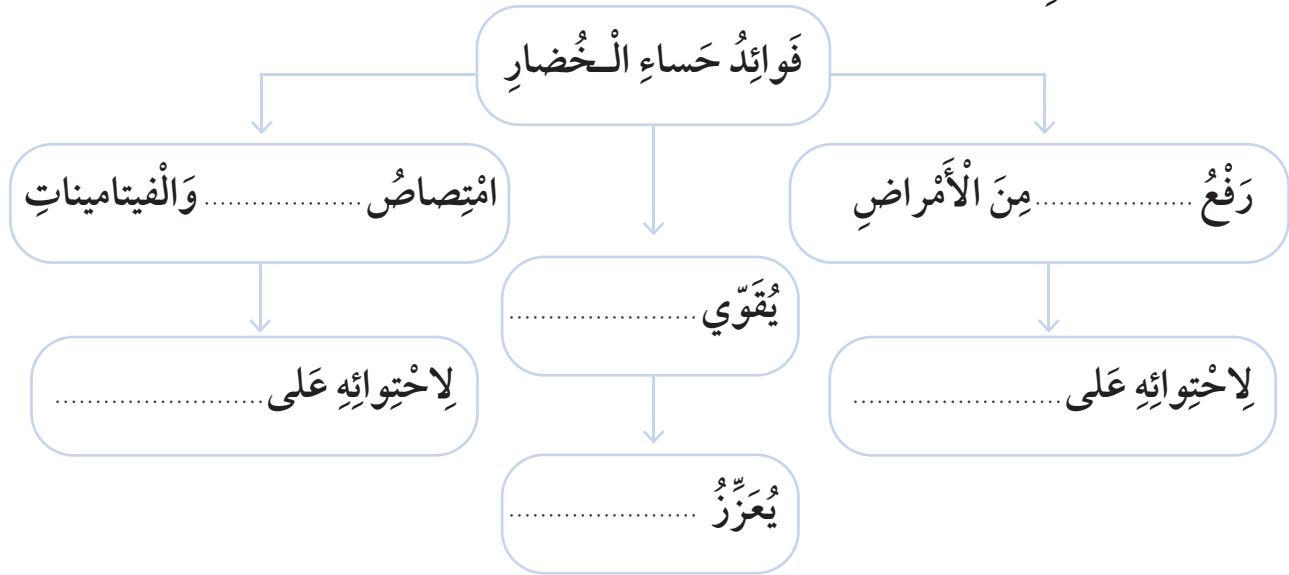 فَوائِدُ حَساءِ الْـخُضارِ
رَفْعُ .................... مِنَ الْأَمْراضِ
امْتِصاصُ .................... وَالْفيتاميناتِ
يُقَوّي ........................
لِاحْتِوائِهِ عَلى ...........................
لِاحْتِوائِهِ عَلى ...........................
يُعَزِّزُ ........................